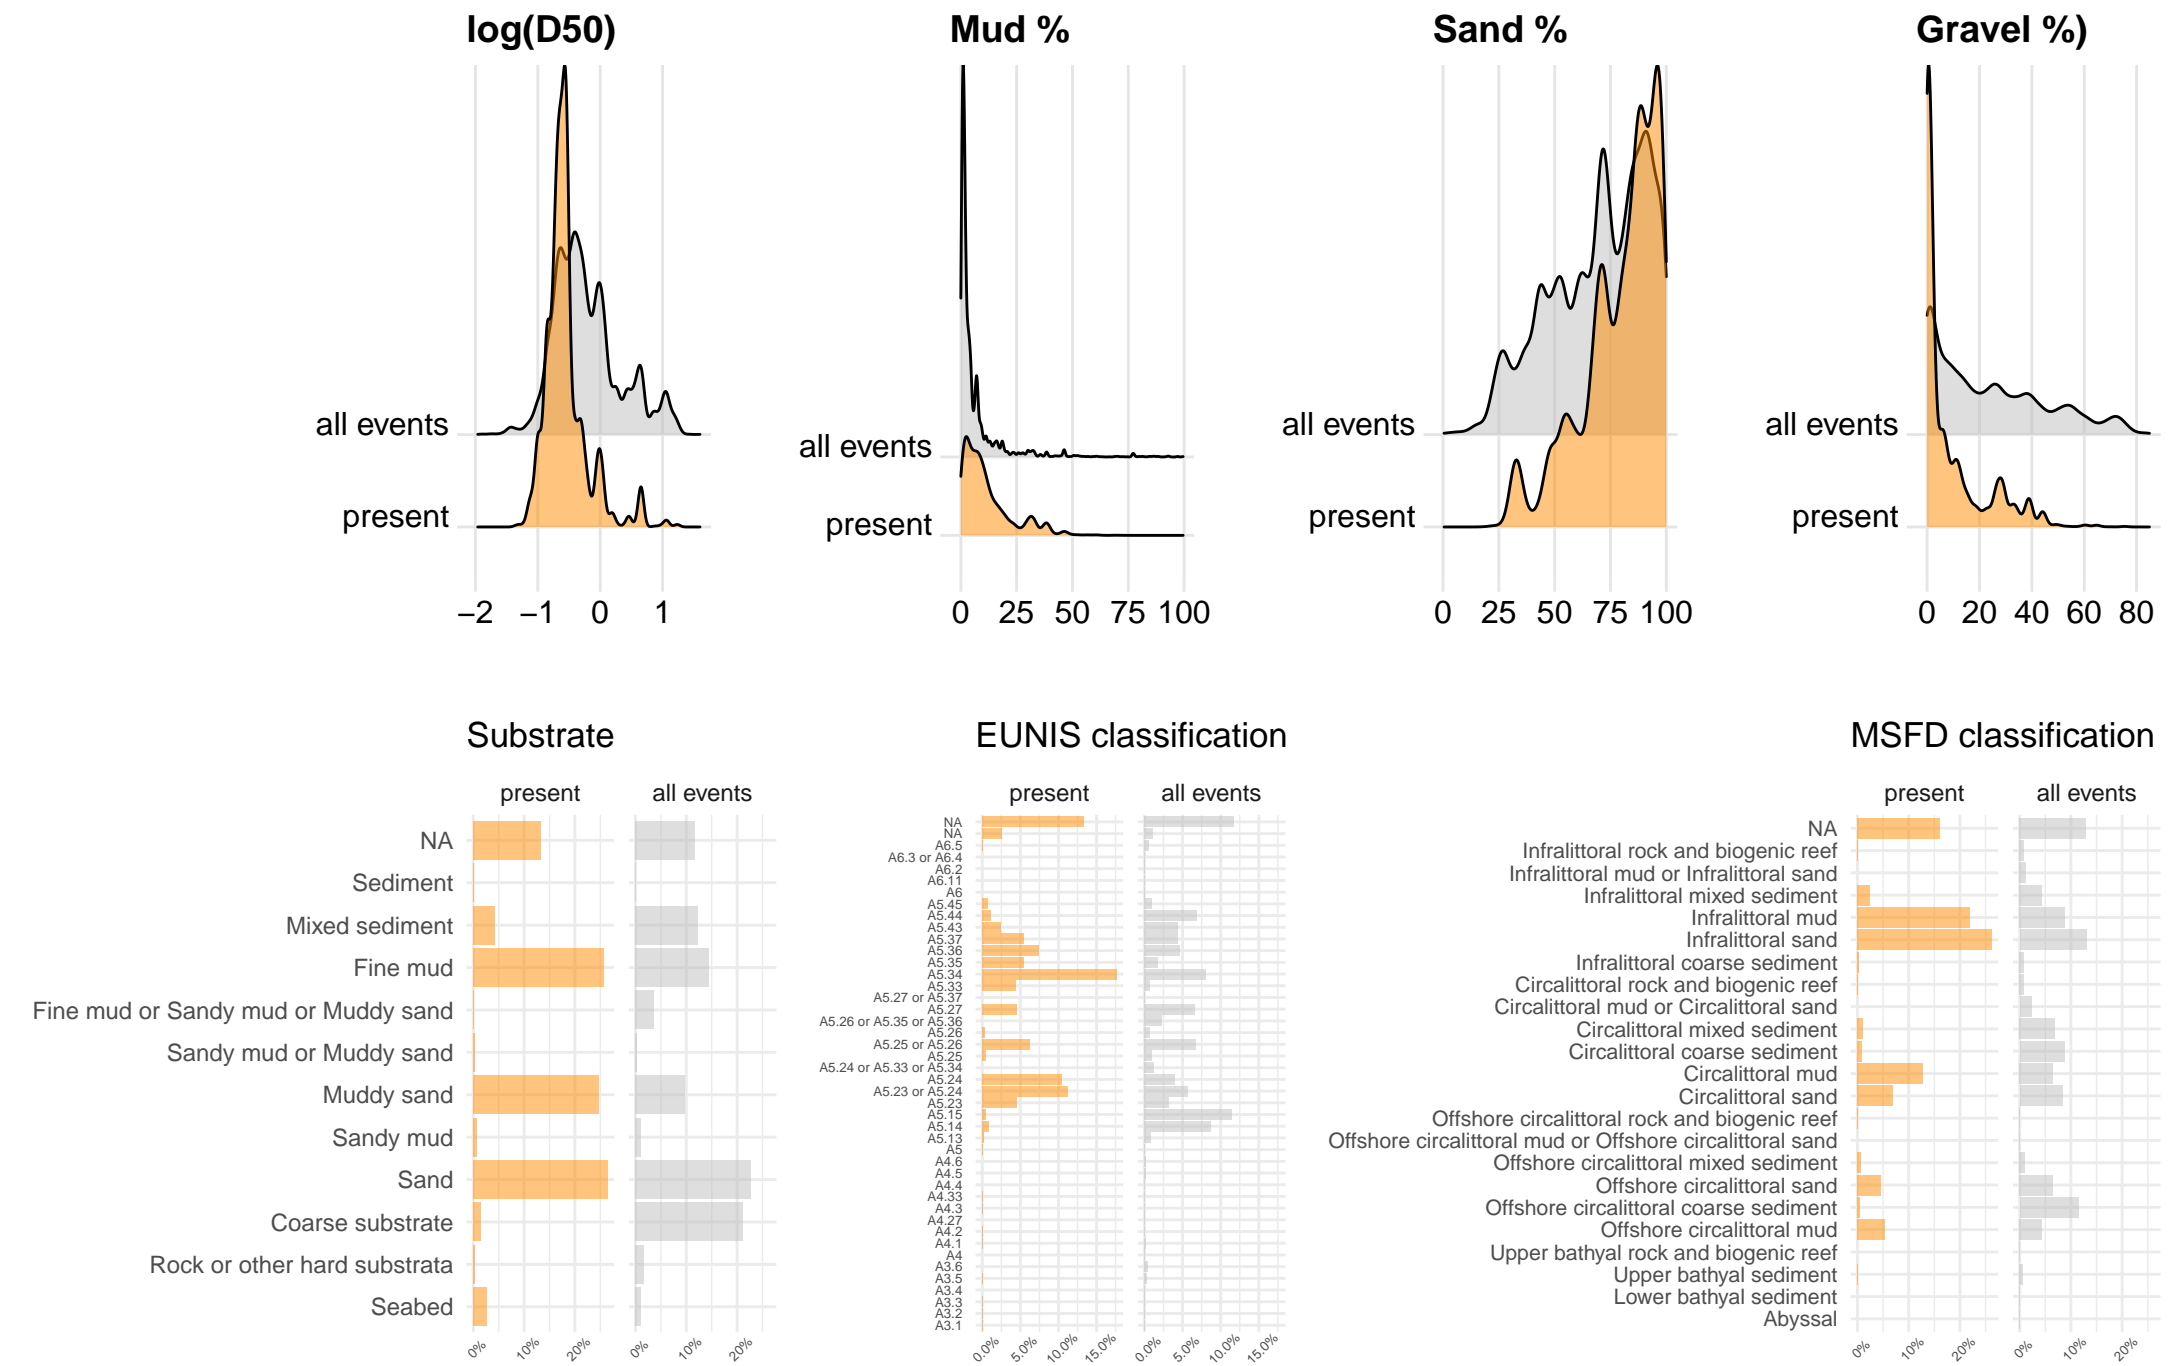 log(D50) Mud % Sand % Gravel %)
all events all events all events all events
present present present present
−2 −1 0 1 0 25 50 75 100 0 25 50 75 100 0 20 40 60 80
Substrate
present all events
NA
Sediment
Mixed sediment
Fine mud
Fine mud or Sandy mud or Muddy sand
Sandy mud or Muddy sand
Muddy sand
Sandy mud
Sand
Coarse substrate
Rock or other hard substrata
Seabed
0% 10% 20% 0% 10% 20%
EUNIS classification
present all events
NA
NA
A6.5
A6.3 or A6.4
A6.2
A6.11
A6
A5.45
A5.44
A5.43
A5.37
A5.36
A5.35
A5.34
A5.33
A5.27 or A5.37
A5.27
A5.26 or A5.35 or A5.36
A5.26
A5.25 or A5.26
A5.25
A5.24 or A5.33 or A5.34
A5.24
A5.23 or A5.24
A5.23
A5.15
A5.14
A5.13
A5
A4.6
A4.5
A4.4
A4.33
A4.3
A4.27
A4.2
A4.1
A4
A3.6
A3.5
A3.4
A3.3
A3.2
A3.1
0.0% 5.0% 10.0% 15.0% 0.0% 5.0% 10.0% 15.0%
MSFD classification
present all events
NA
Infralittoral rock and biogenic reef
Infralittoral mud or Infralittoral sand
Infralittoral mixed sediment
Infralittoral mud
Infralittoral sand
Infralittoral coarse sediment
Circalittoral rock and biogenic reef
Circalittoral mud or Circalittoral sand
Circalittoral mixed sediment
Circalittoral coarse sediment
Circalittoral mud
Circalittoral sand
Offshore circalittoral rock and biogenic reef
Offshore circalittoral mud or Offshore circalittoral sand
Offshore circalittoral mixed sediment
Offshore circalittoral sand
Offshore circalittoral coarse sediment
Offshore circalittoral mud
Upper bathyal rock and biogenic reef
Upper bathyal sediment
Lower bathyal sediment
Abyssal
0% 10% 20% 0% 10% 20%